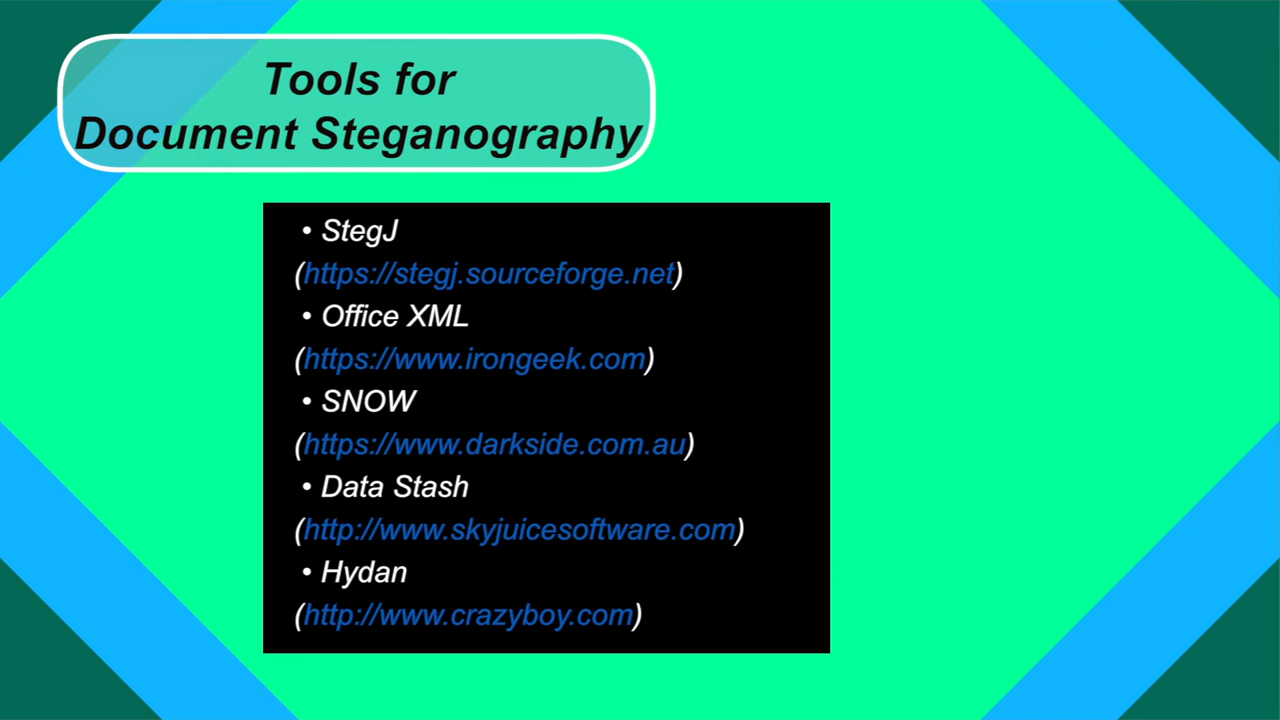 Tools for
Document Steganography
• StegJ
(https://stegj.sourceforge.net)
• Office XML
(https://www.irongeek.com)
• SNOW
(https://www.darkside.com.au)
• Data Stash
(http://www.skyjuicesoftware.com)
• Hydan
(http://www.crazyboy.com)